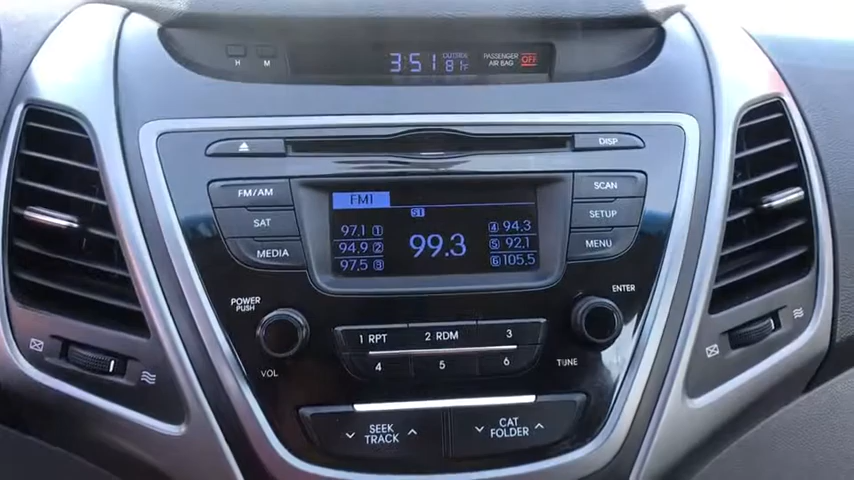 3:51 OUTSIDE 81°F PASSENGER AIR BAG OFF
H M
DISP
FM/AM
SAT
MEDIA
FM1
ST
97.1 1
94.9 2
97.5 3
99.3
4 94.3
5 92.1
6 105.5
SCAN
SETUP
MENU
POWER PUSH
VOL
ENTER
TUNE
1 RPT 2 RDM 3
4 5 6
SEEK
TRACK
CAT
FOLDER